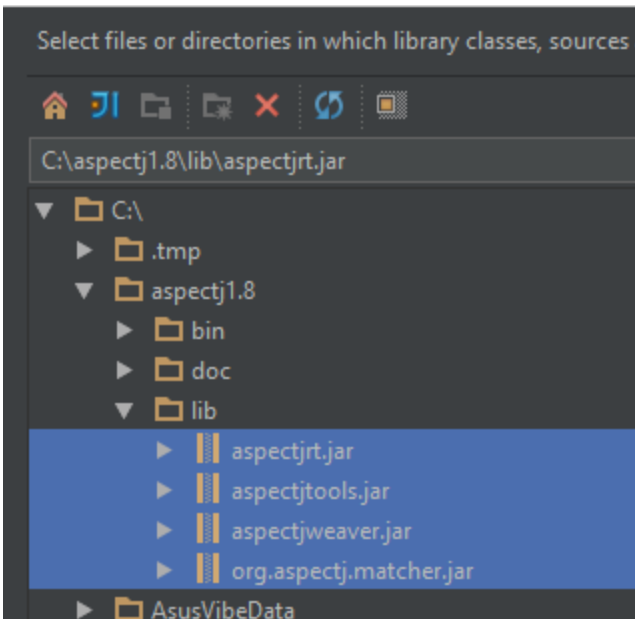 Select files or directories in which library classes, sources
C:\aspectj1.8\lib\aspectjrt.jar
C:\
.tmp
aspectj1.8
bin
doc
lib
aspectjrt.jar
aspectjtools.jar
aspectjweaver.jar
org.aspectj.matcher.jar
AsusVibeData